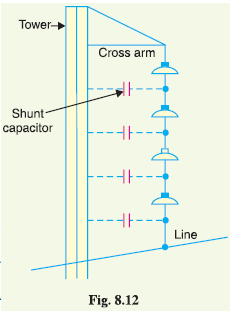 Tower
Cross arm
Shunt
capacitor
Line
Fig. 8.12